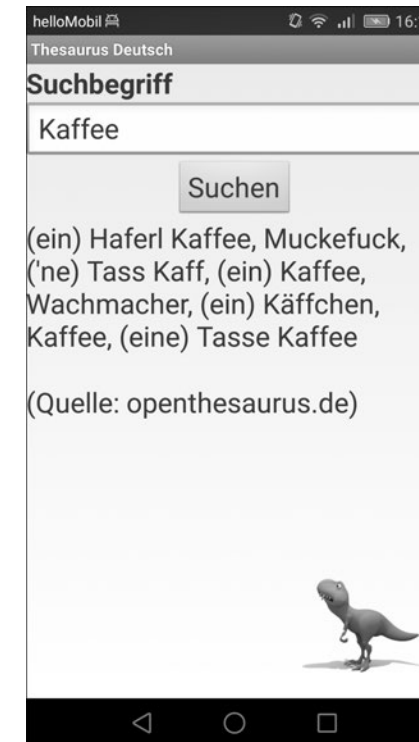 helloMobil 16:
Thesaurus Deutsch
Suchbegriff
Kaffee
Suchen
(ein) Haferl Kaffee, Muckefuck,
('ne) Tass Kaff, (ein) Kaffee,
Wachmacher, (ein) Käffchen,
Kaffee, (eine) Tasse Kaffee
(Quelle: openthesaurus.de)